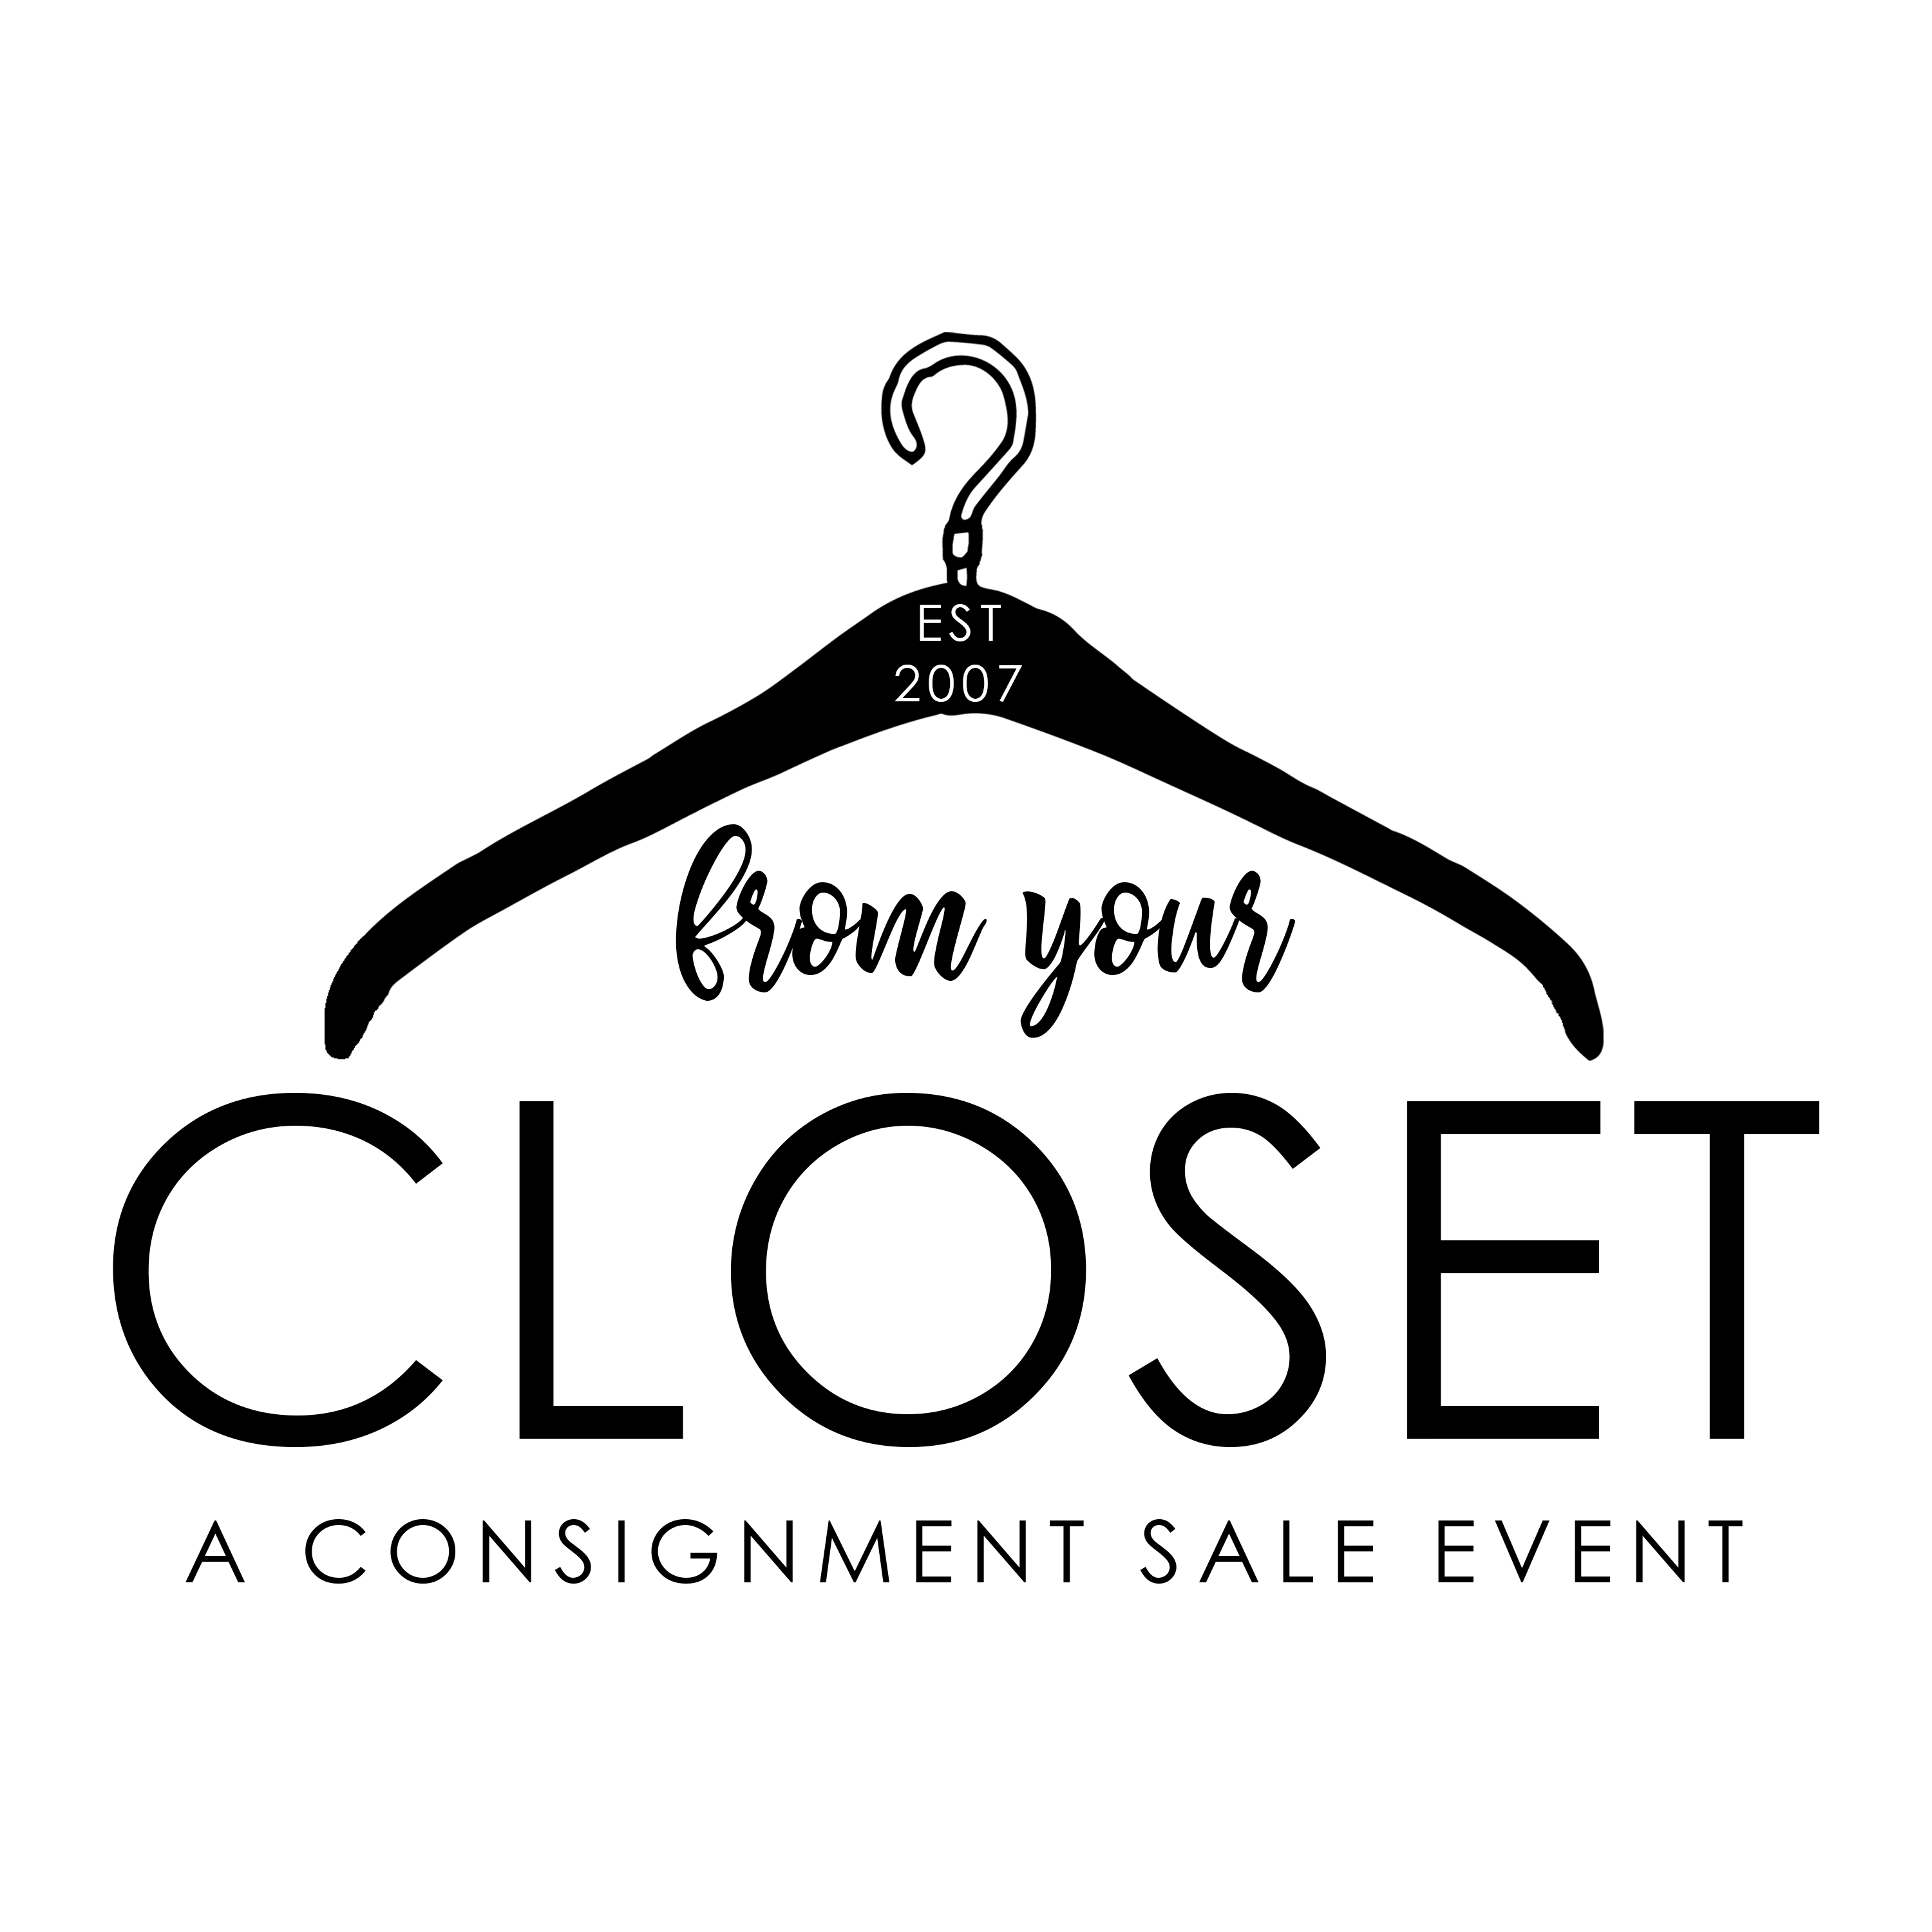 EST
2007
from your
CLOSET
A CONSIGNMENT SALE EVENT